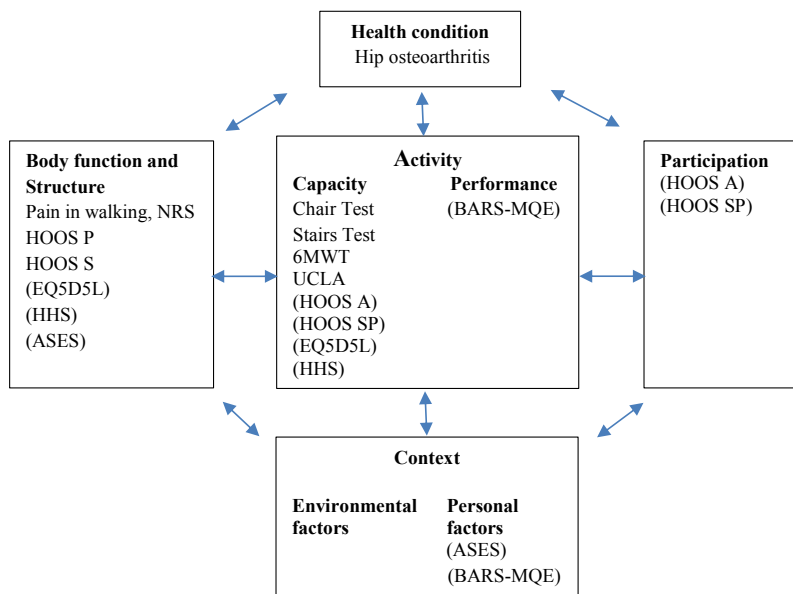 Health condition
Hip osteoarthritis
Body function and
Structure
Pain in walking, NRS
HOOS P
HOOS S
(EQ5D5L)
(HHS)
(ASES)
Activity
Capacity
Chair Test
Stairs Test
6MWT
UCLA
(HOOS A)
(HOOS SP)
(EQ5D5L)
(HHS)
Performance
(BARS-MQE)
Participation
(HOOS A)
(HOOS SP)
Context
Environmental
factors
Personal
factors
(ASES)
(BARS-MQE)